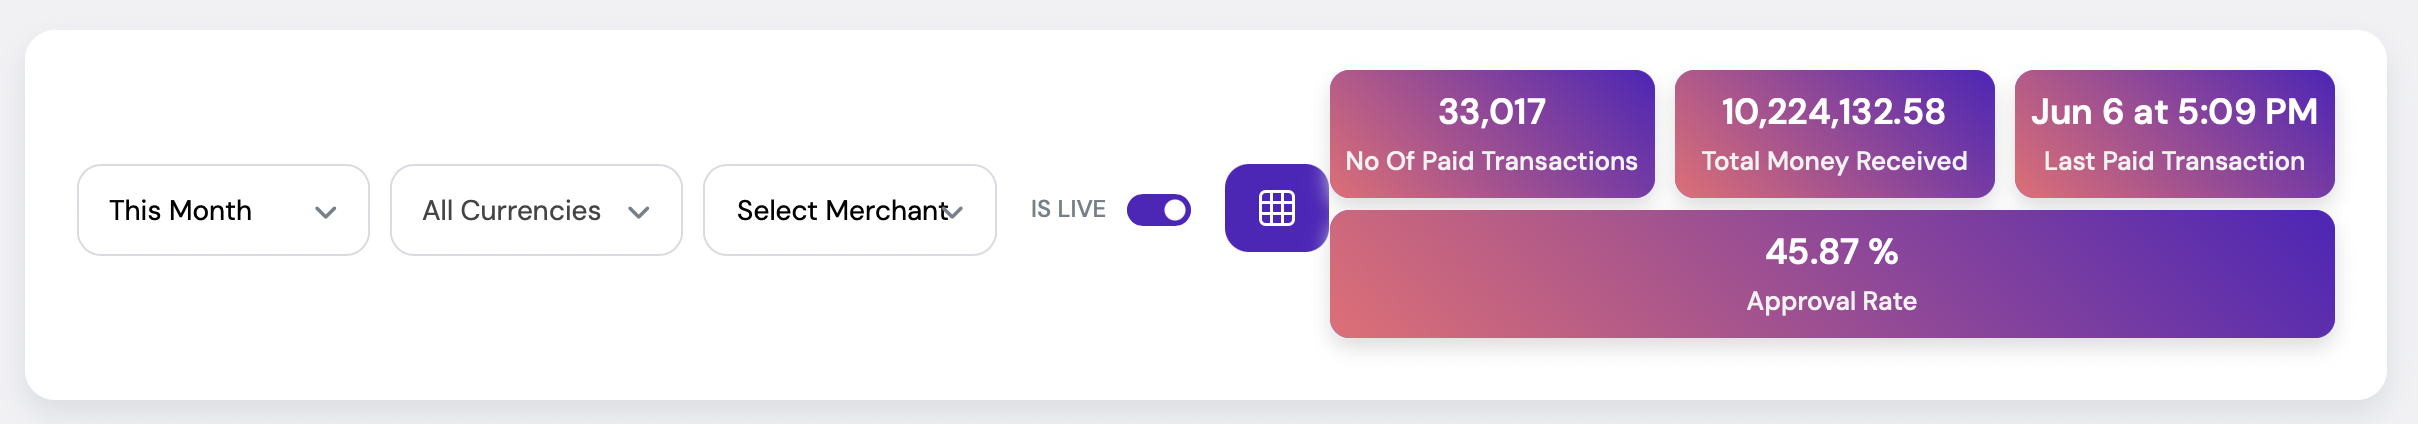 This Month
All Currencies
Select Merchant
IS LIVE
33,017
No Of Paid Transactions
10,224,132.58
Total Money Received
Jun 6 at 5:09 PM
Last Paid Transaction
45.87 %
Approval Rate